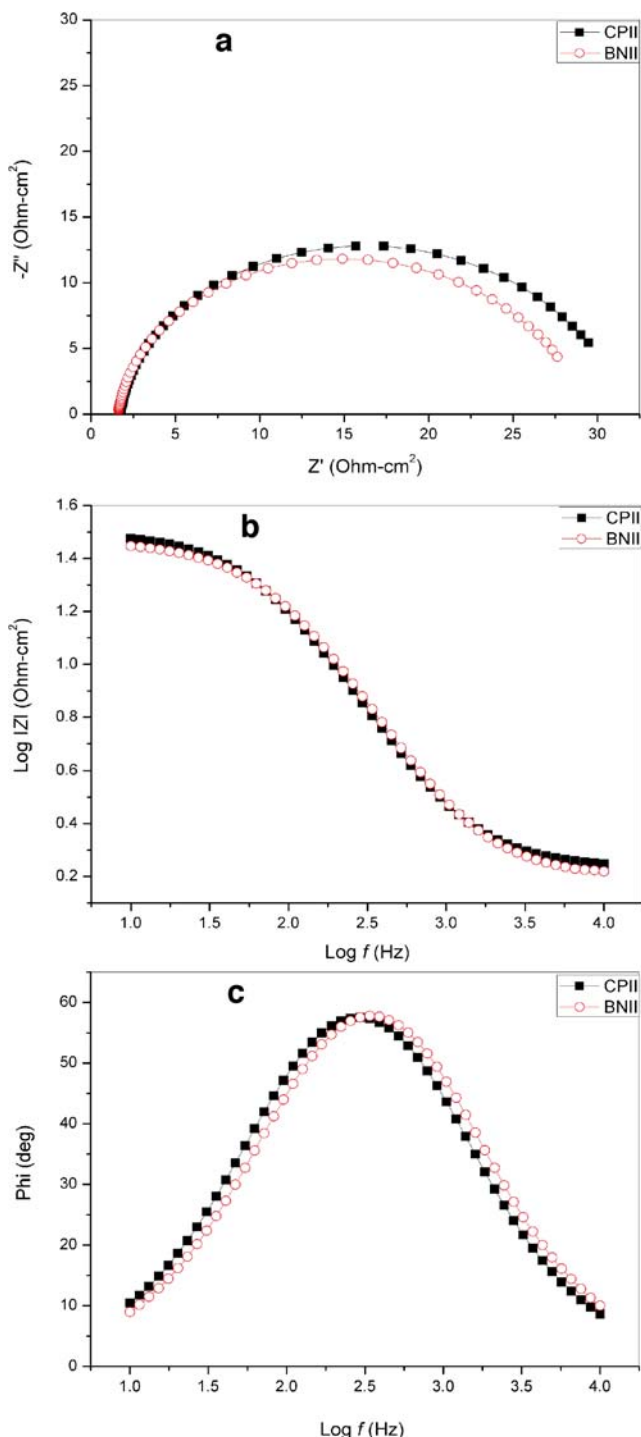 a
CPII
BNII
30
25
20
15
10
5
0
-Z" (Ohm-cm²)
0 5 10 15 20 25 30
Z' (Ohm-cm²)
b
CPII
BNII
1.6
1.4
1.2
1.0
0.8
0.6
0.4
0.2
Log |Z| (Ohm-cm²)
1.0 1.5 2.0 2.5 3.0 3.5 4.0
Log f (Hz)
c
CPII
BNII
60
50
40
30
20
10
0
Phi (deg)
1.0 1.5 2.0 2.5 3.0 3.5 4.0
Log f (Hz)